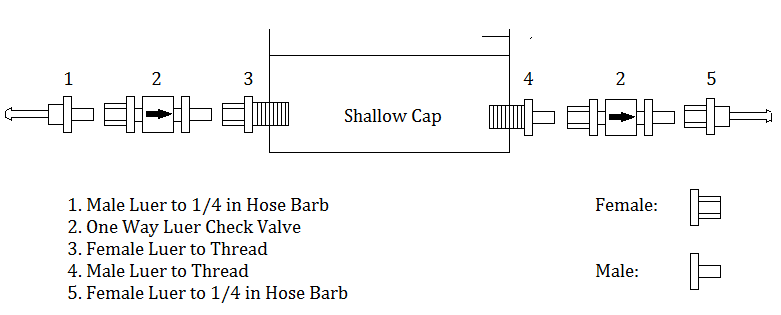 1 2 3 4 2 5
Shallow Cap
1. Male Luer to 1/4 in Hose Barb
2. One Way Luer Check Valve
3. Female Luer to Thread
4. Male Luer to Thread
5. Female Luer to 1/4 in Hose Barb
Female:
Male: